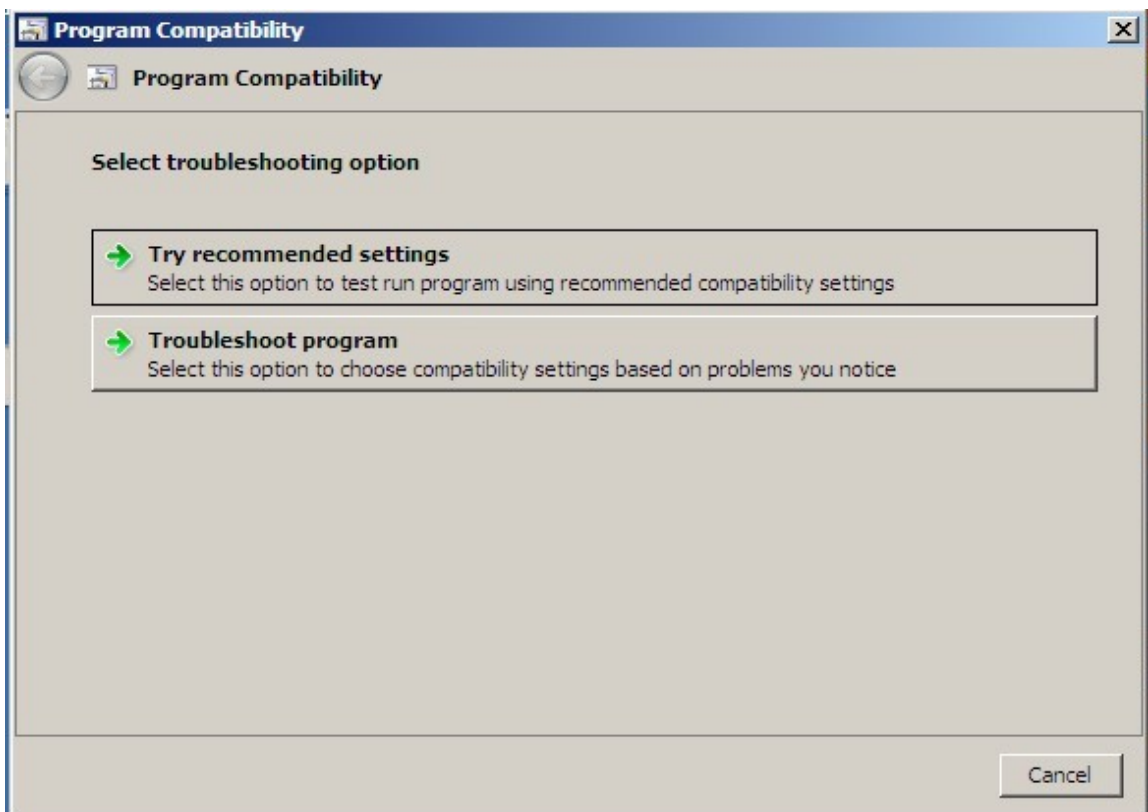 Program Compatibility
Program Compatibility
Select troubleshooting option
Try recommended settings
Select this option to test run program using recommended compatibility settings
Troubleshoot program
Select this option to choose compatibility settings based on problems you notice
Cancel